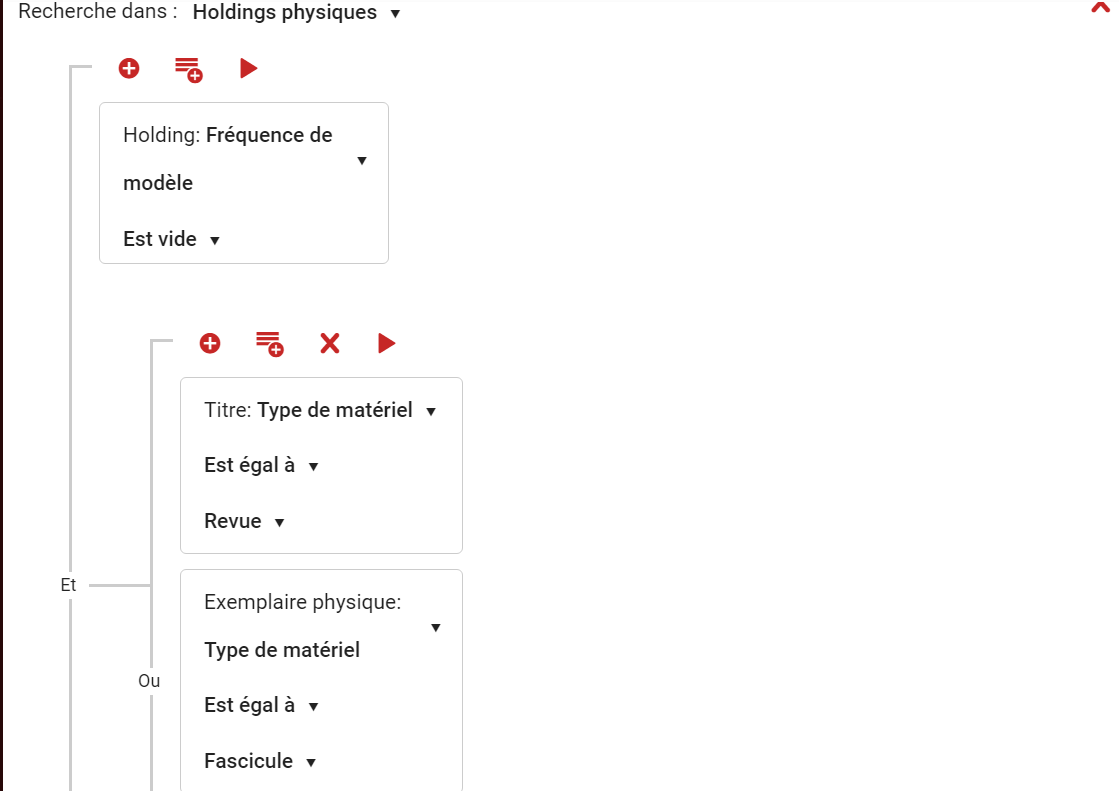 Recherche dans : Holdings physiques
Holding: Fréquence de
modèle
Est vide
Titre: Type de matériel
Est égal à
Revue
Et
Exemplaire physique:
Type de matériel
Ou
Est égal à
Fascicule